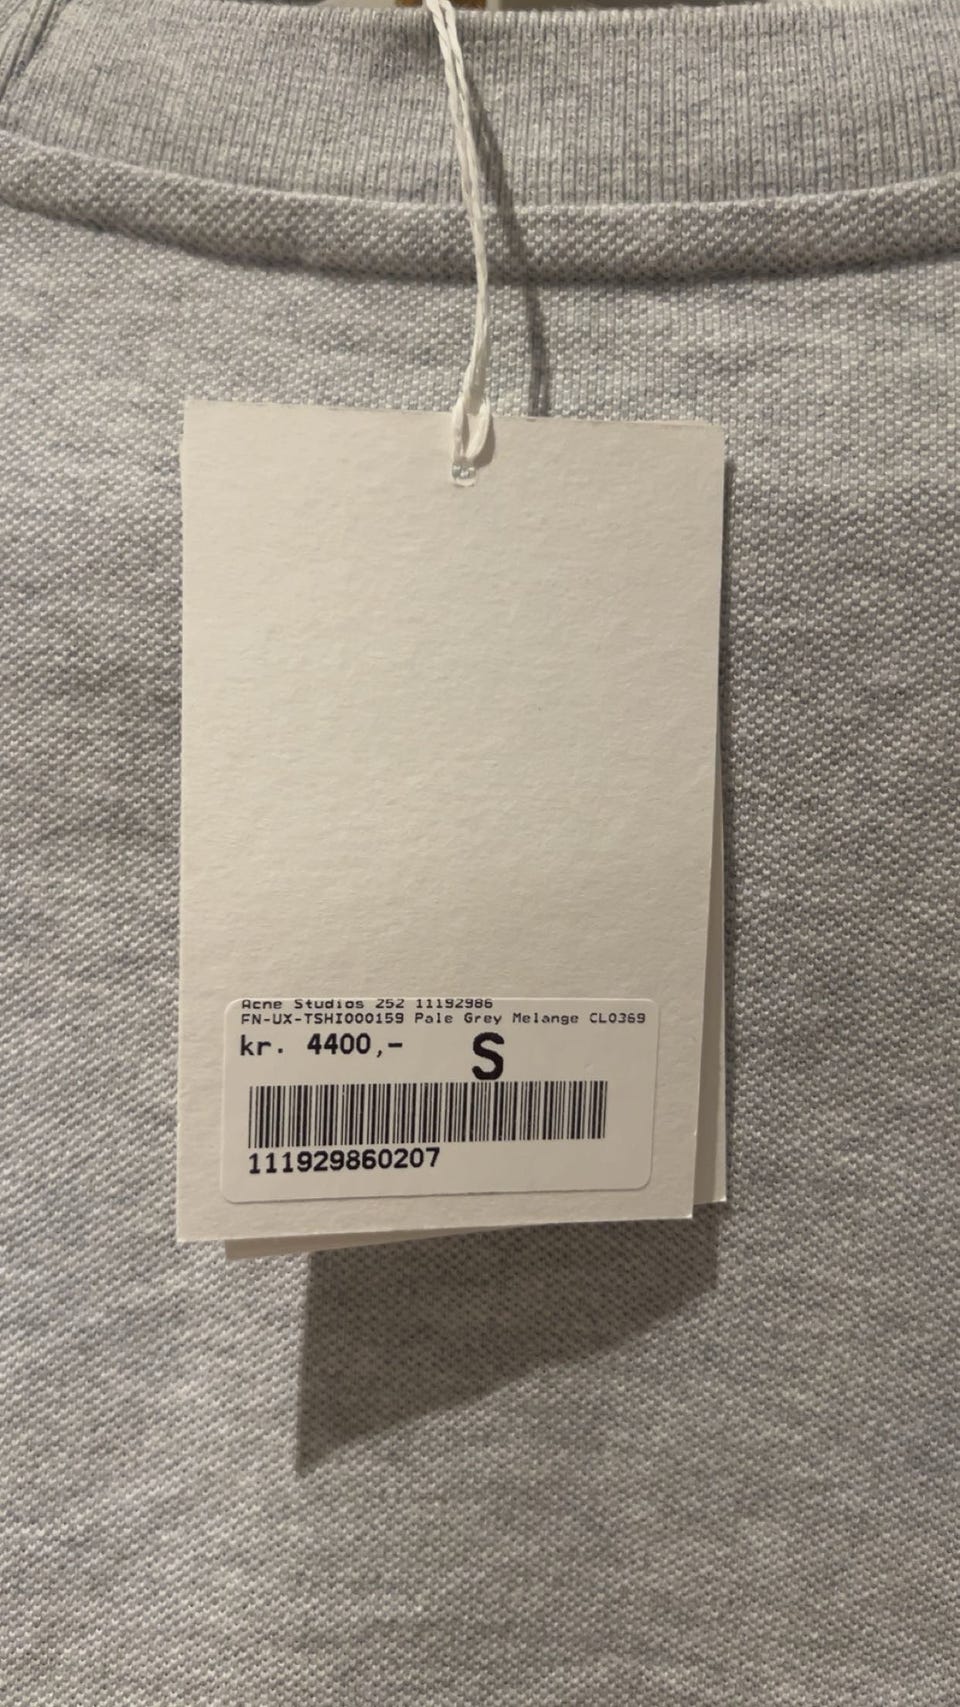 Acne Studios 252 11192986
FN-UX-TSHI000159 Pale Grey Melange CL0369
kr. 4400,- S
111929860207